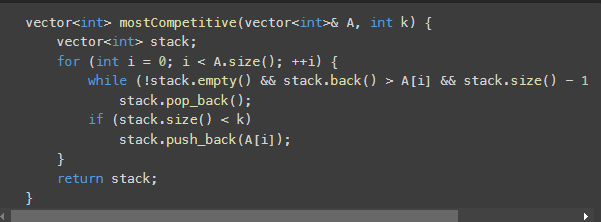 vector<int> mostCompetitive(vector<int>& A, int k) {
    vector<int> stack;
    for (int i = 0; i < A.size(); ++i) {
        while (!stack.empty() && stack.back() > A[i] && stack.size() - 1
            stack.pop_back();
        if (stack.size() < k)
            stack.push_back(A[i]);
    }
    return stack;
}